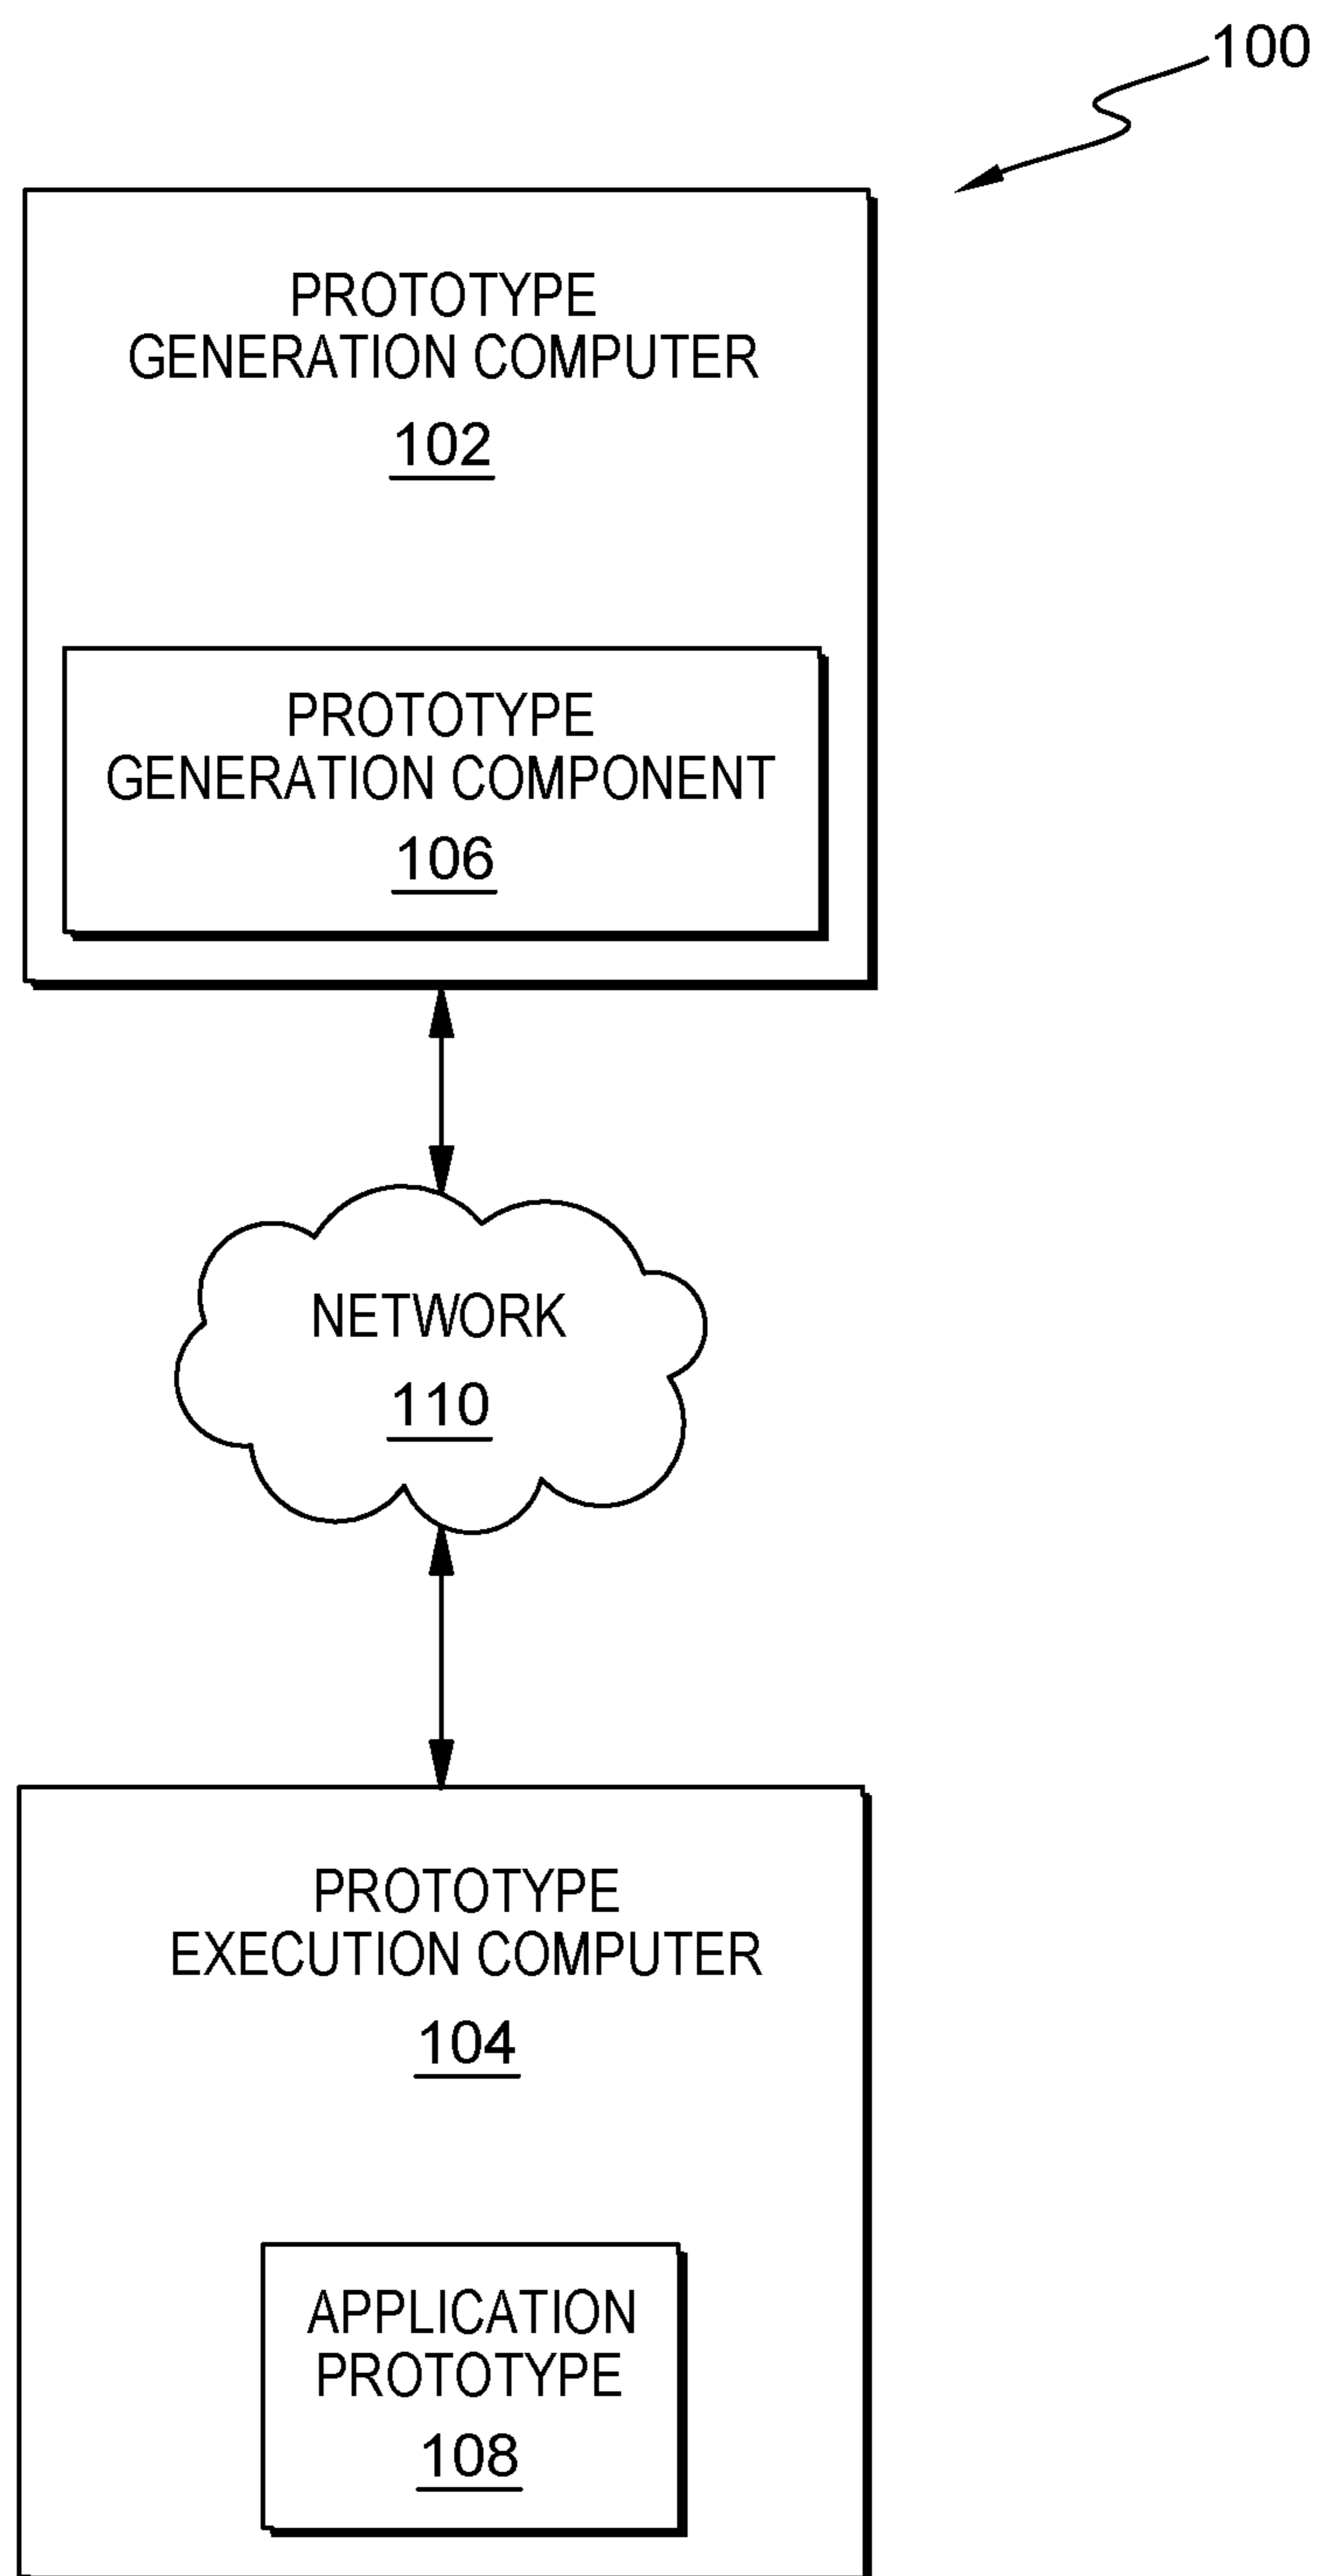 100
PROTOTYPE
GENERATION COMPUTER
102
PROTOTYPE
GENERATION COMPONENT
106
NETWORK
110
PROTOTYPE
EXECUTION COMPUTER
104
APPLICATION
PROTOTYPE
108